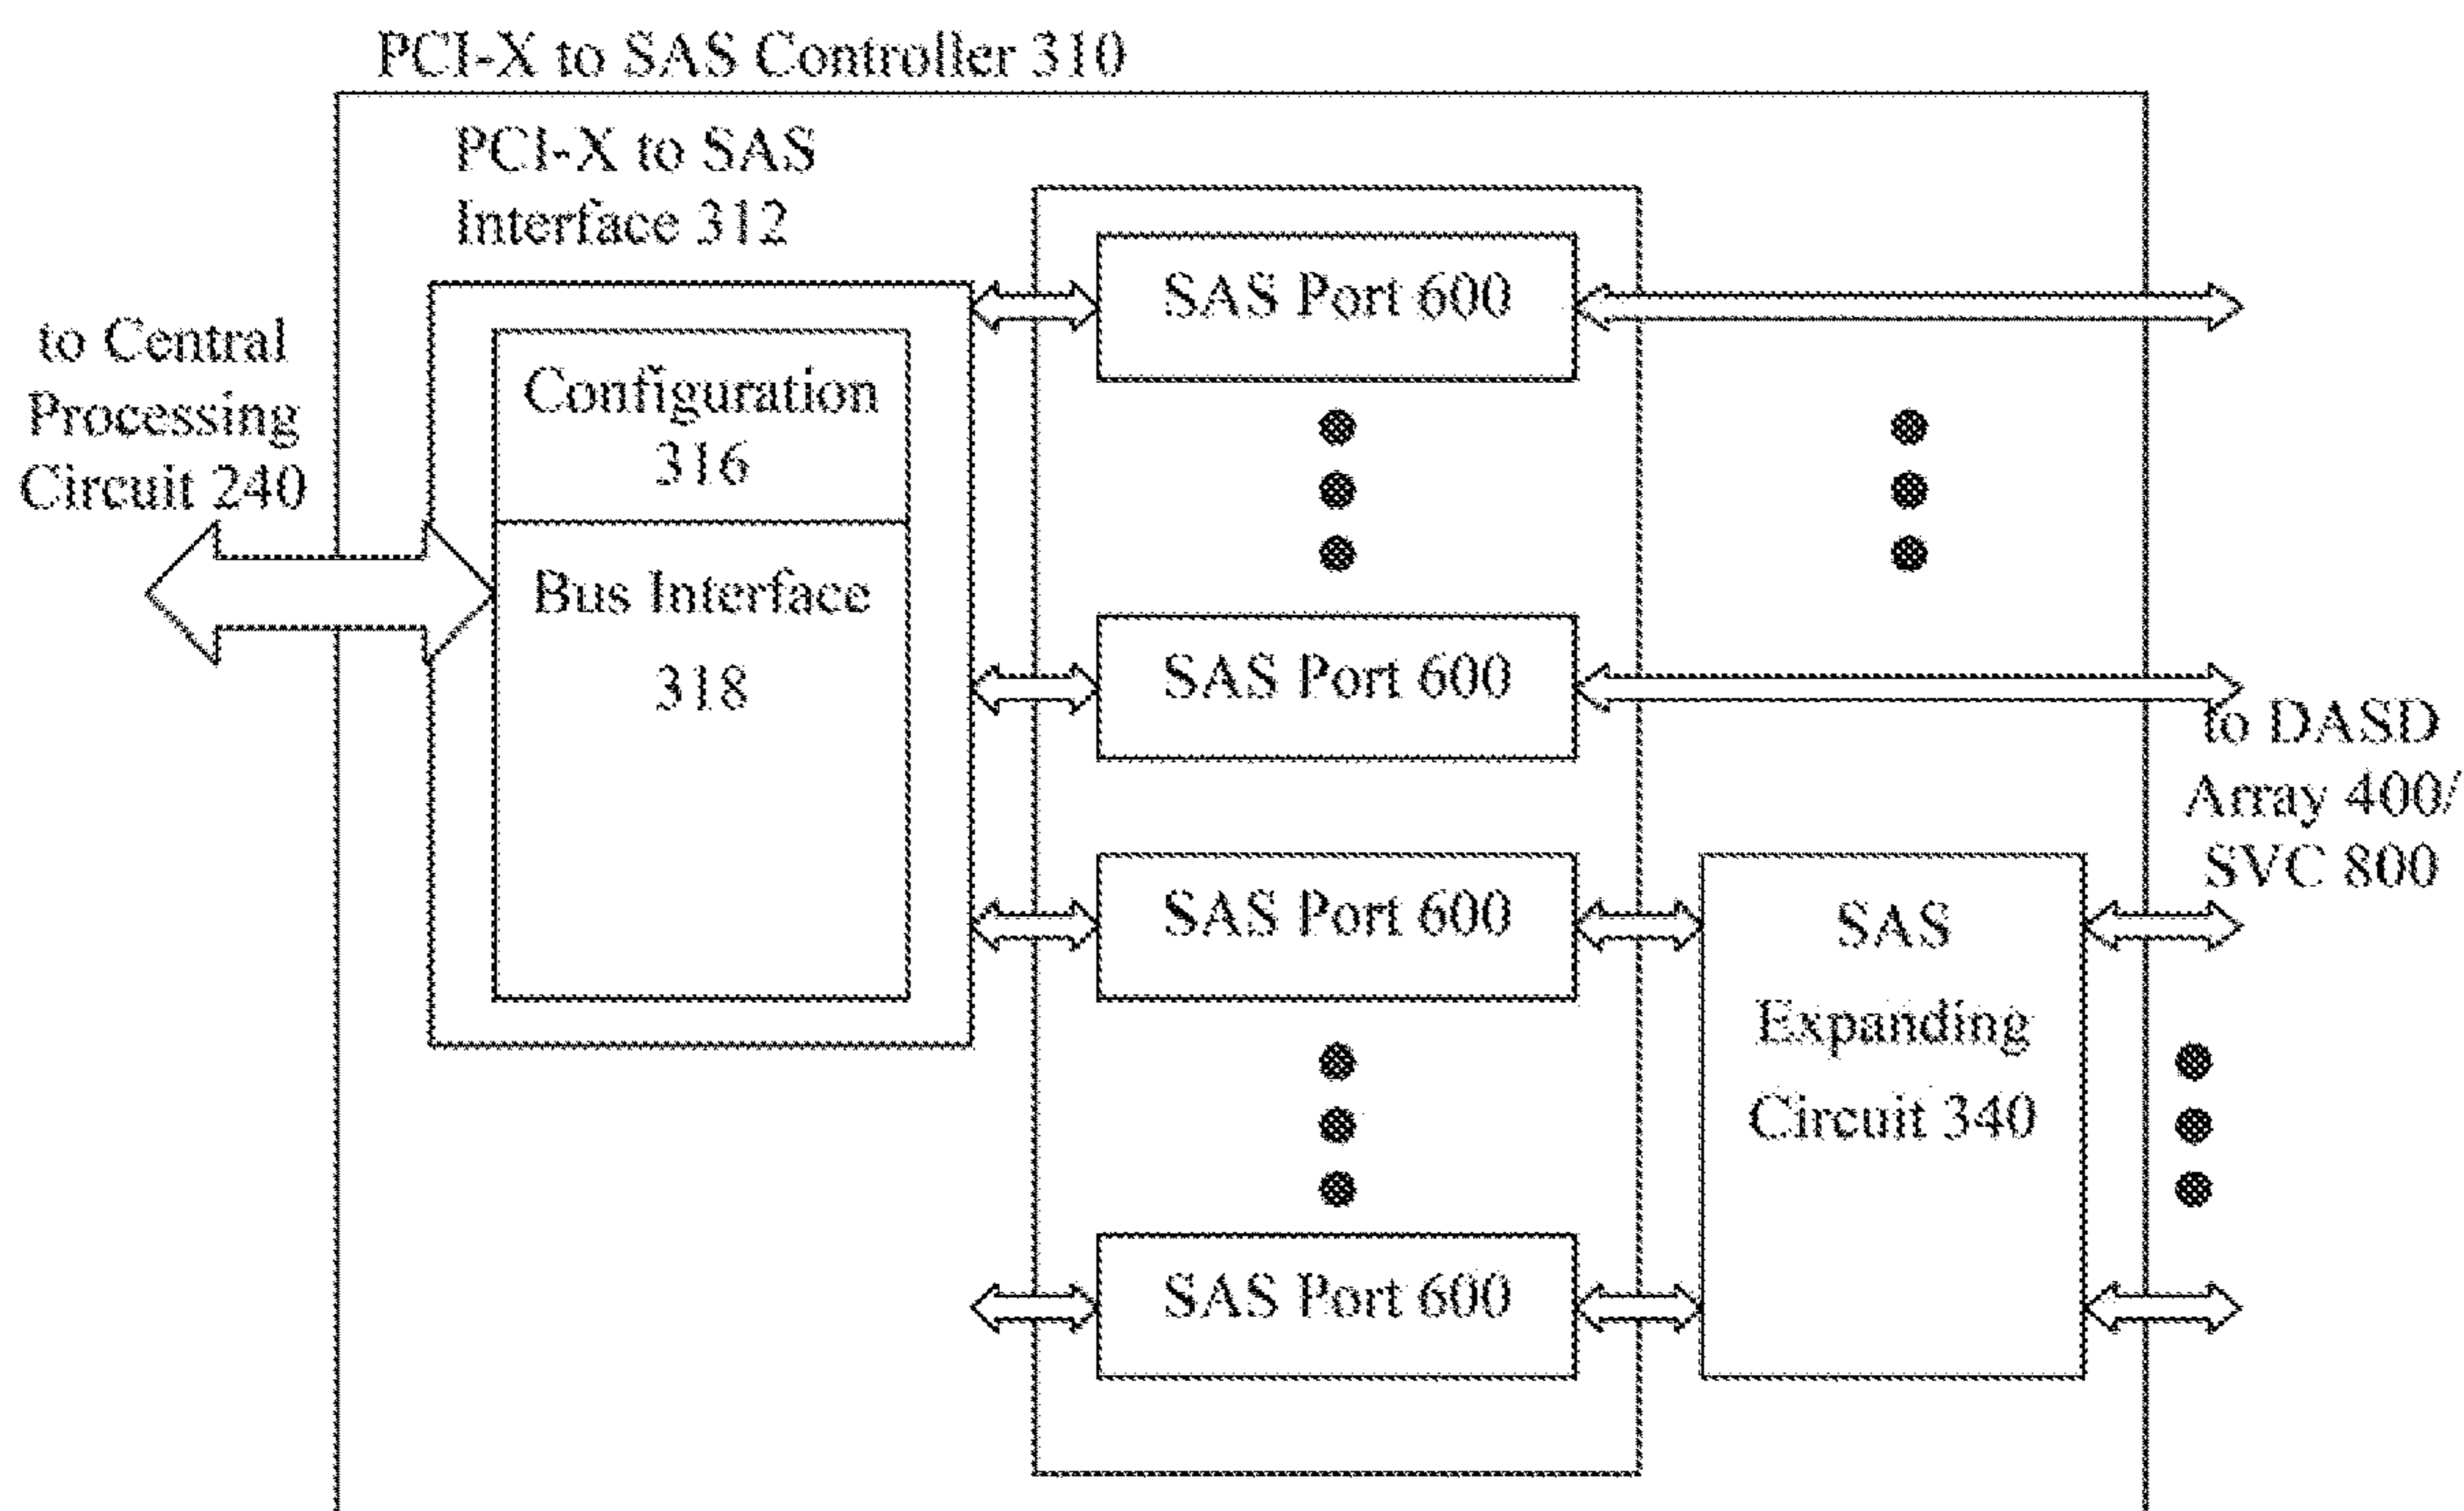 PCI-X to SAS Controller 310
PCI-X to SAS
Interface 312
to Central
Processing
Circuit 240
Configuration
316
Bus Interface
318
SAS Port 600
SAS Port 600
SAS Port 600
SAS Port 600
SAS
Expanding
Circuit 340
to DASD
Array 400/
SVC 800